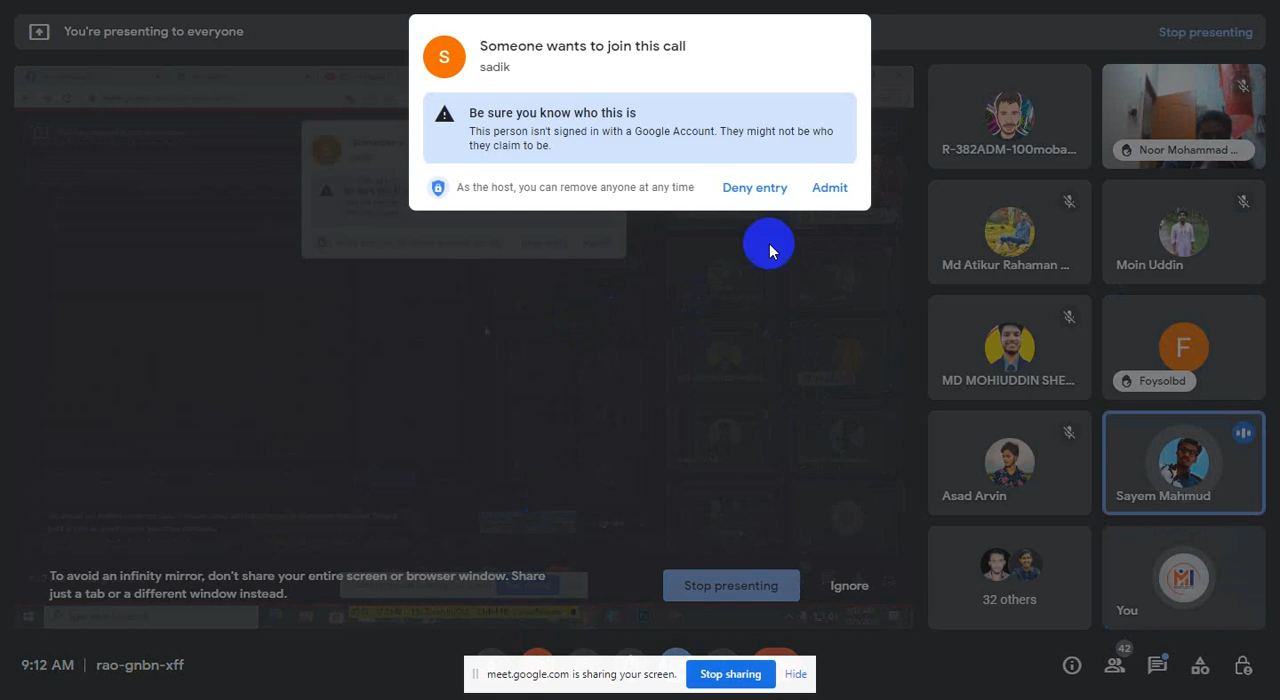 You're presenting to everyone
Stop presenting
S
Someone wants to join this call
sadik
Be sure you know who this is
This person isn't signed in with a Google Account. They might not be who
they claim to be.
As the host, you can remove anyone at any time
Deny entry
Admit
R-382ADM-100moba...
Noor Mohammad ...
Md Atikur Rahaman ...
Moin Uddin
MD MOHIUDDIN SHE...
F
Foysolbd
Asad Arvin
Sayem Mahmud
32 others
You
To avoid an infinity mirror, don't share your entire screen or browser window. Share
just a tab or a different window instead.
Stop presenting
Ignore
9:12 AM | rao-gnbn-xff
meet.google.com is sharing your screen.
Stop sharing
Hide
42